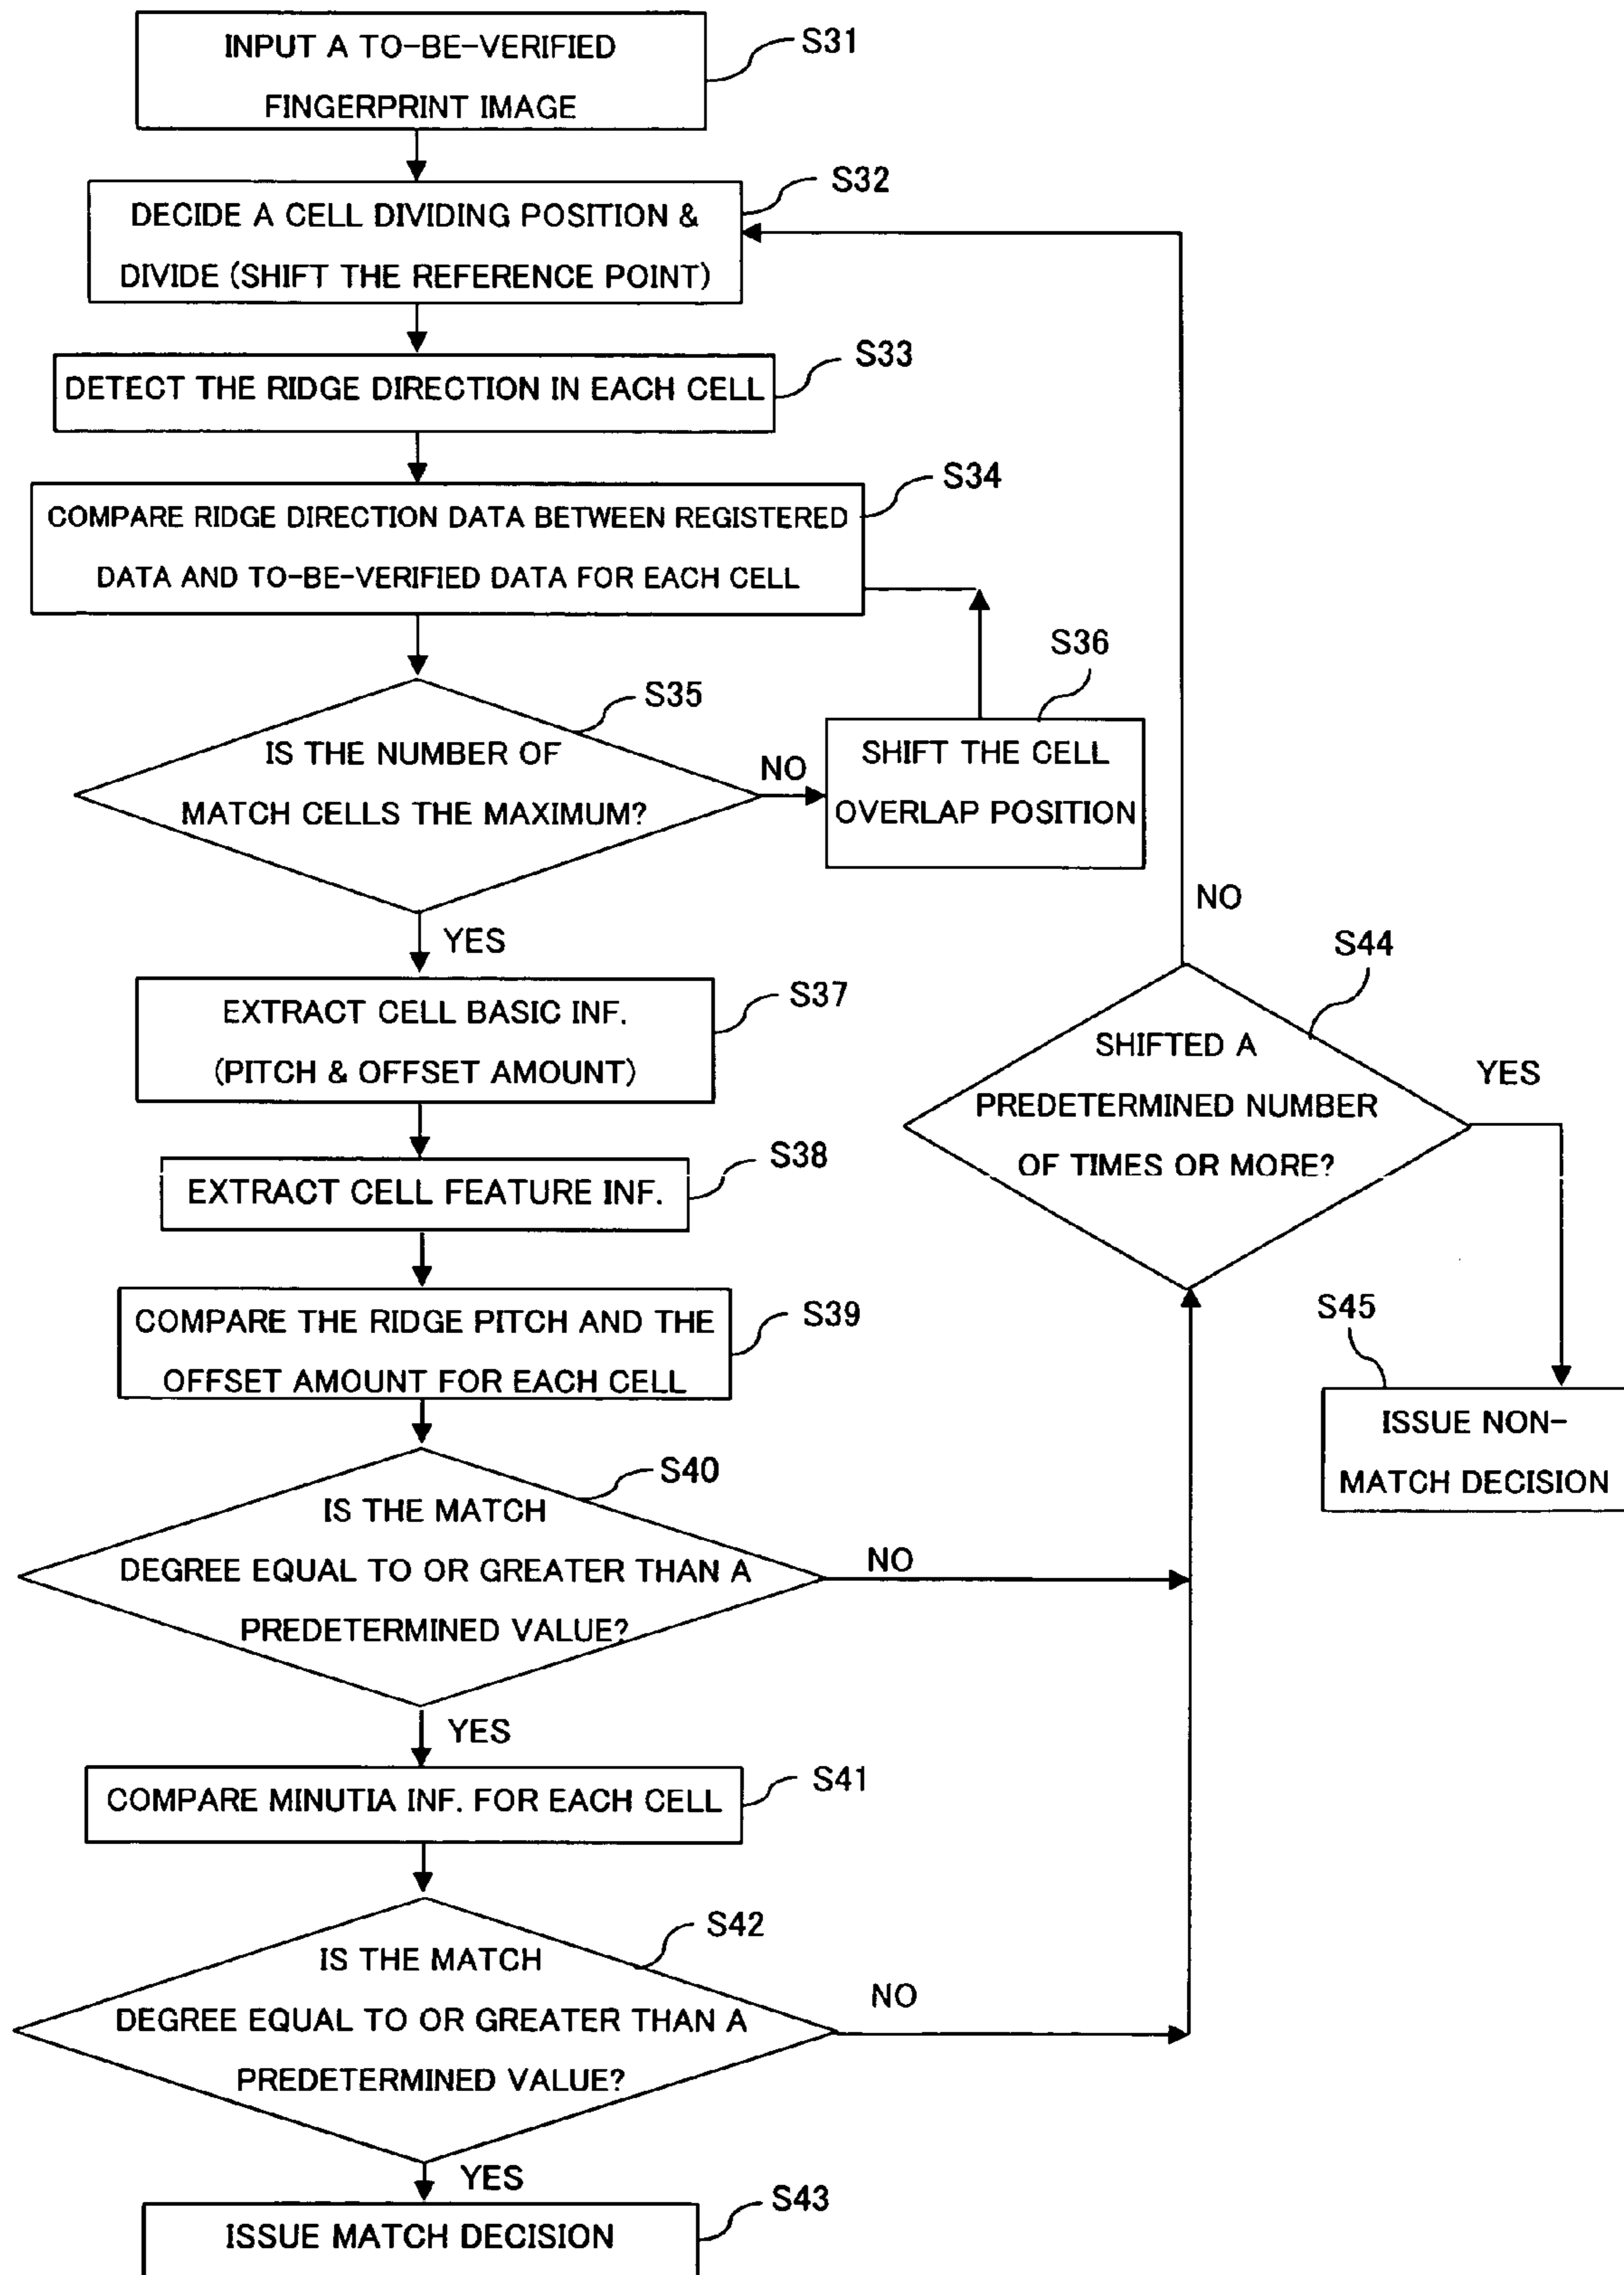 INPUT A TO-BE-VERIFIED
FINGERPRINT IMAGE
S31
DECIDE A CELL DIVIDING POSITION &
DIVIDE (SHIFT THE REFERENCE POINT)
S32
DETECT THE RIDGE DIRECTION IN EACH CELL
S33
COMPARE RIDGE DIRECTION DATA BETWEEN REGISTERED
DATA AND TO-BE-VERIFIED DATA FOR EACH CELL
S34
IS THE NUMBER OF
MATCH CELLS THE MAXIMUM?
S35
NO
SHIFT THE CELL
OVERLAP POSITION
S36
YES
EXTRACT CELL BASIC INF.
(PITCH & OFFSET AMOUNT)
S37
EXTRACT CELL FEATURE INF.
S38
COMPARE THE RIDGE PITCH AND THE
OFFSET AMOUNT FOR EACH CELL
S39
IS THE MATCH
DEGREE EQUAL TO OR GREATER THAN A
PREDETERMINED VALUE?
S40
NO
YES
COMPARE MINUTIA INF. FOR EACH CELL
S41
IS THE MATCH
DEGREE EQUAL TO OR GREATER THAN A
PREDETERMINED VALUE?
S42
NO
YES
ISSUE MATCH DECISION
S43
NO
S44
SHIFTED A
PREDETERMINED NUMBER
OF TIMES OR MORE?
YES
S45
ISSUE NON-
MATCH DECISION